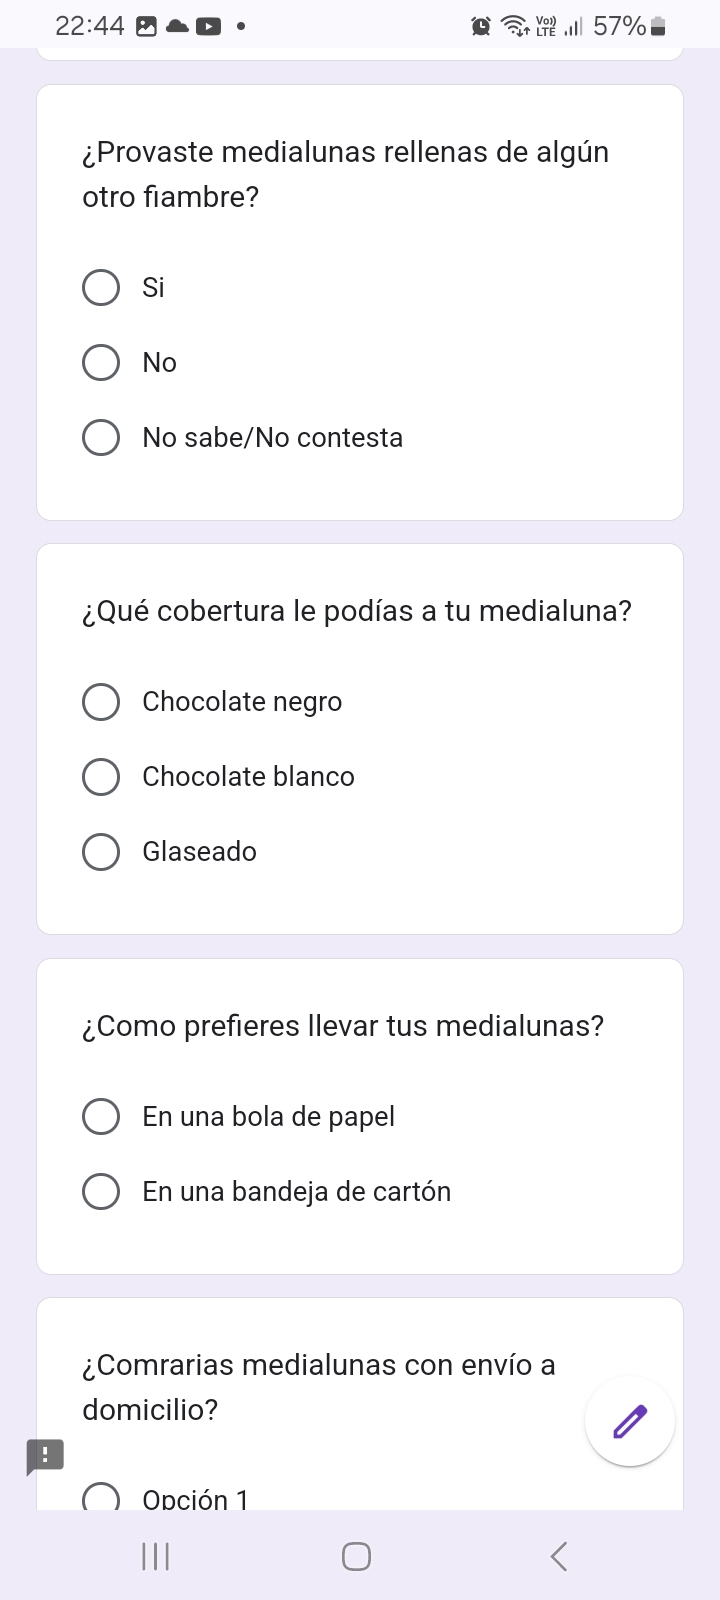 22:44
Vo))
LTE
57%
¿Provaste medialunas rellenas de algún
otro fiambre?
Si
No
No sabe/No contesta
¿Qué cobertura le podías a tu medialuna?
Chocolate negro
Chocolate blanco
Glaseado
¿Como prefieres llevar tus medialunas?
En una bola de papel
En una bandeja de cartón
¿Comrarias medialunas con envío a
domicilio?
Opción 1